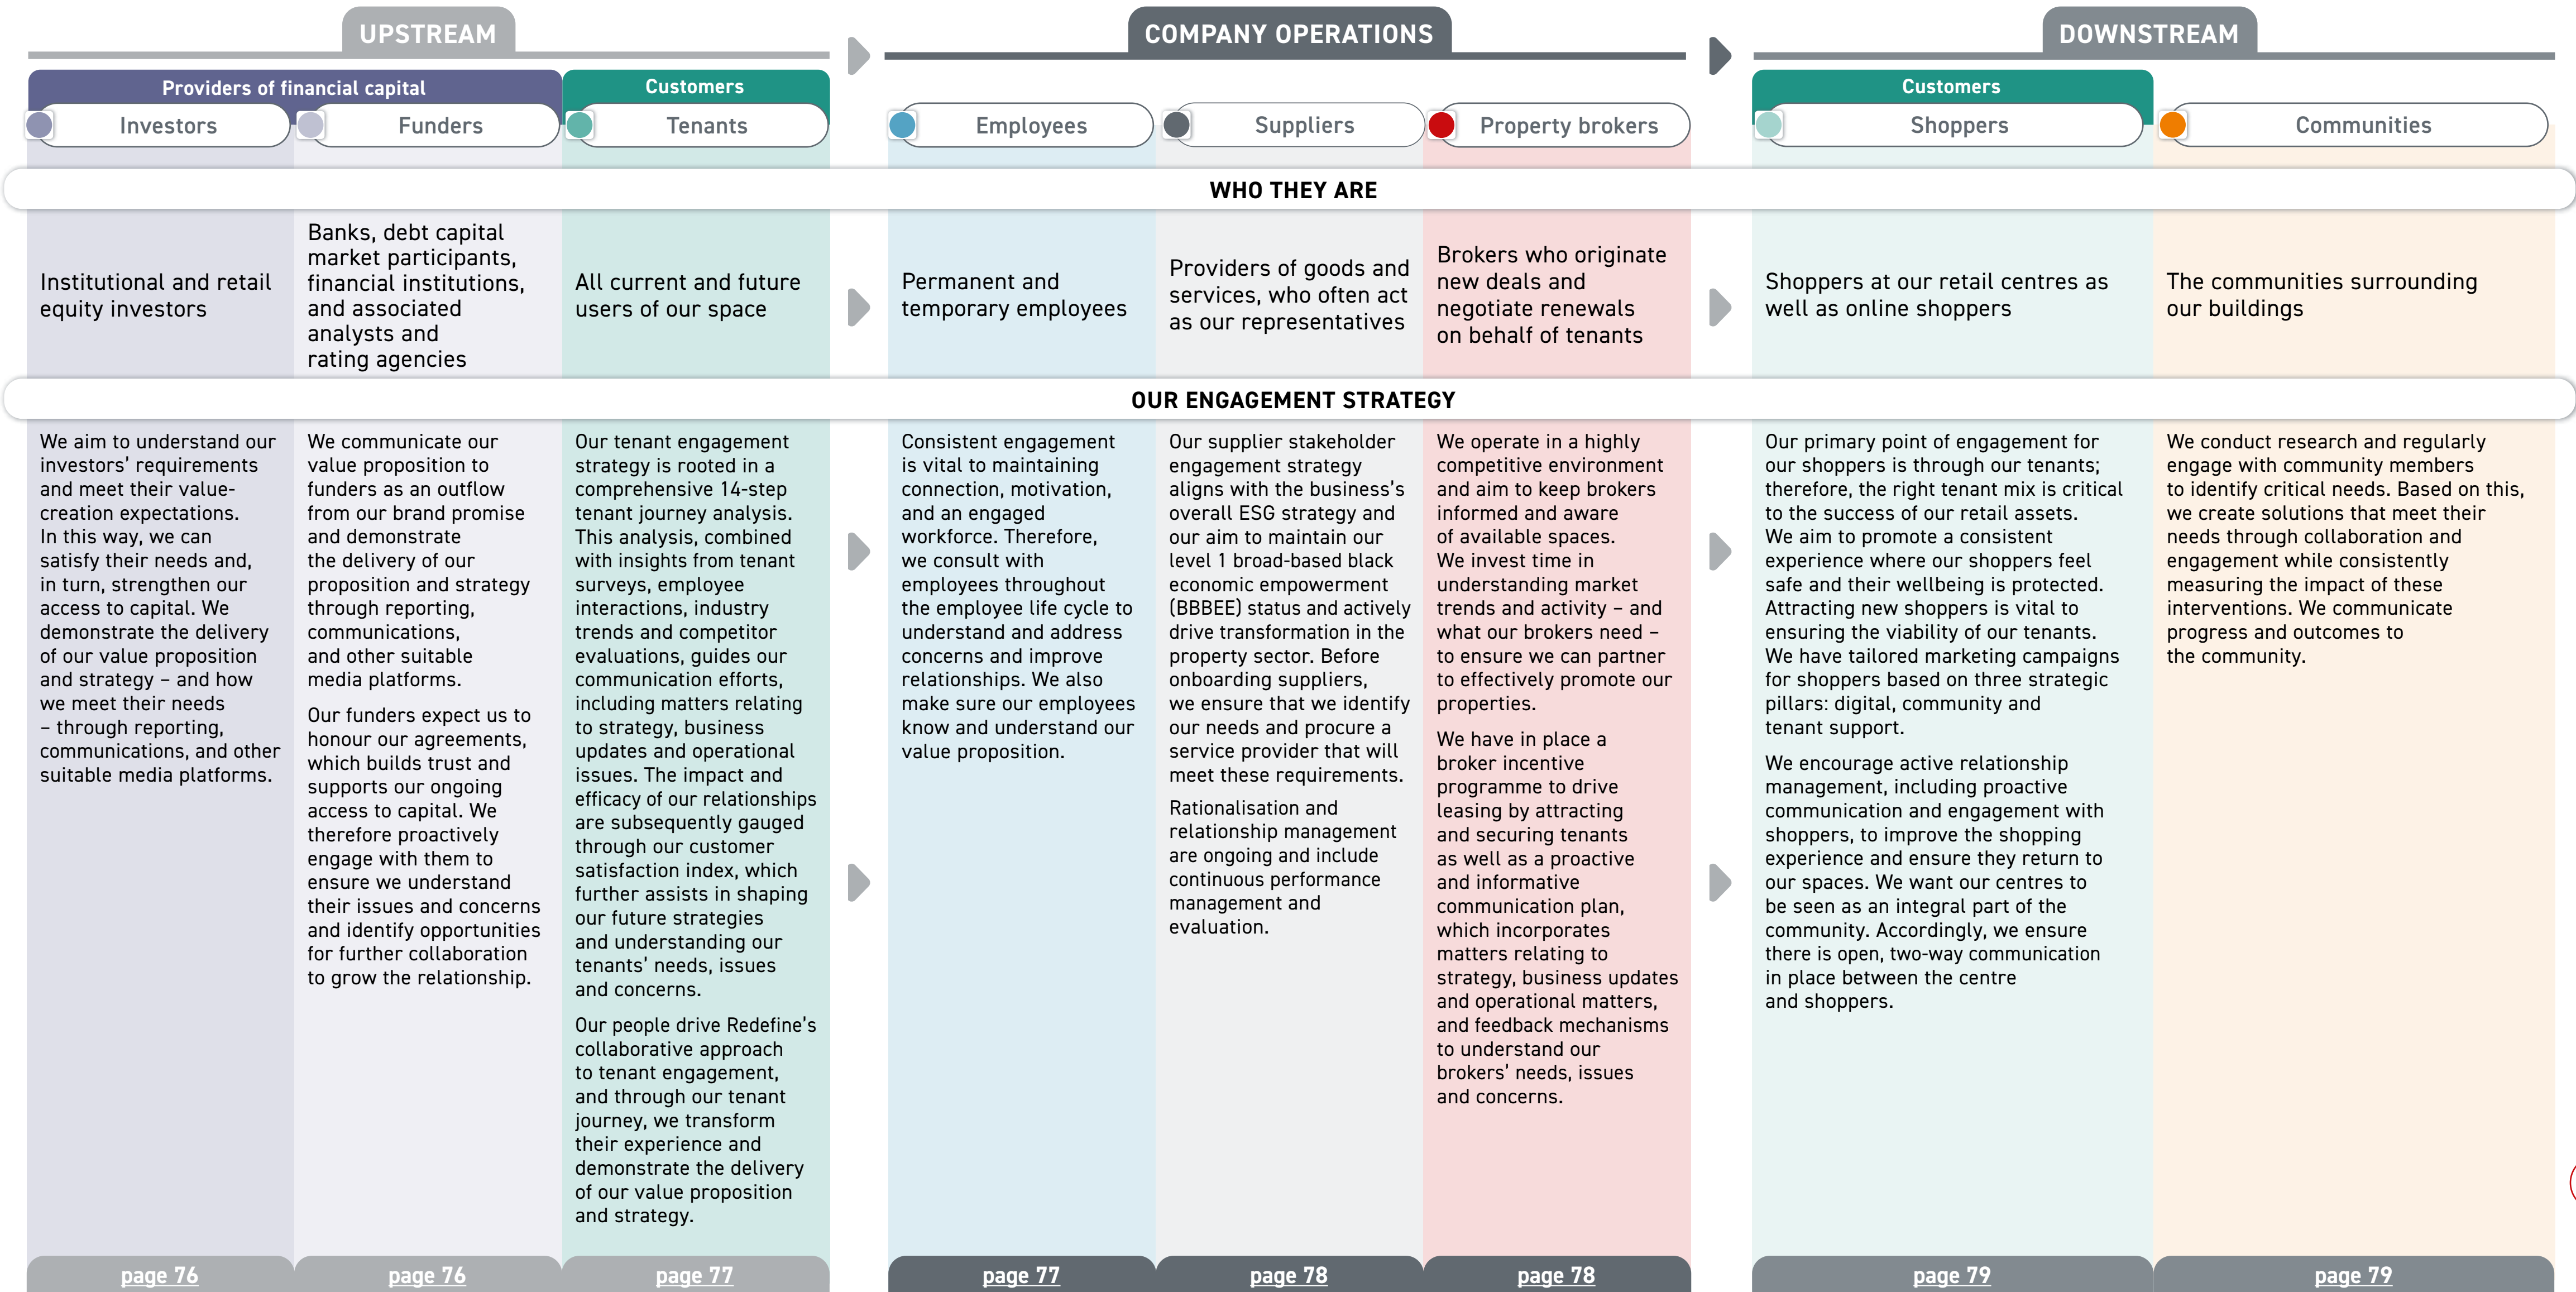 UPSTREAM
COMPANY OPERATIONS
DOWNSTREAM
Providers of financial capital
Customers
Customers
Investors
Funders
Tenants
Employees
Suppliers
Property brokers
Shoppers
Communities
WHO THEY ARE
Institutional and retail
equity investors
Banks, debt capital
market participants,
financial institutions,
and associated
analysts and
rating agencies
All current and future
users of our space
Permanent and
temporary employees
Providers of goods and
services, who often act
as our representatives
Brokers who originate
new deals and
negotiate renewals
on behalf of tenants
Shoppers at our retail centres as
well as online shoppers
The communities surrounding
our buildings
OUR ENGAGEMENT STRATEGY
We aim to understand our
investors’ requirements
and meet their value-
creation expectations.
In this way, we can
satisfy their needs and,
in turn, strengthen our
access to capital. We
demonstrate the delivery
of our value proposition
and strategy – and how
we meet their needs
– through reporting,
communications, and other
suitable media platforms.
We communicate our
value proposition to
funders as an outflow
from our brand promise
and demonstrate
the delivery of our
proposition and strategy
through reporting,
communications,
and other suitable
media platforms.
Our funders expect us to
honour our agreements,
which builds trust and
supports our ongoing
access to capital. We
therefore proactively
engage with them to
ensure we understand
their issues and concerns
and identify opportunities
for further collaboration
to grow the relationship.
Our tenant engagement
strategy is rooted in a
comprehensive 14-step
tenant journey analysis.
This analysis, combined
with insights from tenant
surveys, employee
interactions, industry
trends and competitor
evaluations, guides our
communication efforts,
including matters relating
to strategy, business
updates and operational
issues. The impact and
efficacy of our relationships
are subsequently gauged
through our customer
satisfaction index, which
further assists in shaping
our future strategies
and understanding our
tenants’ needs, issues
and concerns.
Our people drive Redefine’s
collaborative approach
to tenant engagement,
and through our tenant
journey, we transform
their experience and
demonstrate the delivery
of our value proposition
and strategy.
Consistent engagement
is vital to maintaining
connection, motivation,
and an engaged
workforce. Therefore,
we consult with
employees throughout
the employee life cycle to
understand and address
concerns and improve
relationships. We also
make sure our employees
know and understand our
value proposition.
Our supplier stakeholder
engagement strategy
aligns with the business’s
overall ESG strategy and
our aim to maintain our
level 1 broad-based black
economic empowerment
(BBBEE) status and actively
drive transformation in the
property sector. Before
onboarding suppliers,
we ensure that we identify
our needs and procure a
service provider that will
meet these requirements.
Rationalisation and
relationship management
are ongoing and include
continuous performance
management and
evaluation.
We operate in a highly
competitive environment
and aim to keep brokers
informed and aware
of available spaces.
We invest time in
understanding market
trends and activity – and
what our brokers need –
to ensure we can partner
to effectively promote our
properties.
We have in place a
broker incentive
programme to drive
leasing by attracting
and securing tenants
as well as a proactive
and informative
communication plan,
which incorporates
matters relating to
strategy, business updates
and operational matters,
and feedback mechanisms
to understand our
brokers’ needs, issues
and concerns.
Our primary point of engagement for
our shoppers is through our tenants;
therefore, the right tenant mix is critical
to the success of our retail assets.
We aim to promote a consistent
experience where our shoppers feel
safe and their wellbeing is protected.
Attracting new shoppers is vital to
ensuring the viability of our tenants.
We have tailored marketing campaigns
for shoppers based on three strategic
pillars: digital, community and
tenant support.
We encourage active relationship
management, including proactive
communication and engagement with
shoppers, to improve the shopping
experience and ensure they return to
our spaces. We want our centres to
be seen as an integral part of the
community. Accordingly, we ensure
there is open, two-way communication
in place between the centre
and shoppers.
We conduct research and regularly
engage with community members
to identify critical needs. Based on this,
we create solutions that meet their
needs through collaboration and
engagement while consistently
measuring the impact of these
interventions. We communicate
progress and outcomes to
the community.
page 76
page 76
page 77
page 77
page 78
page 78
page 79
page 79